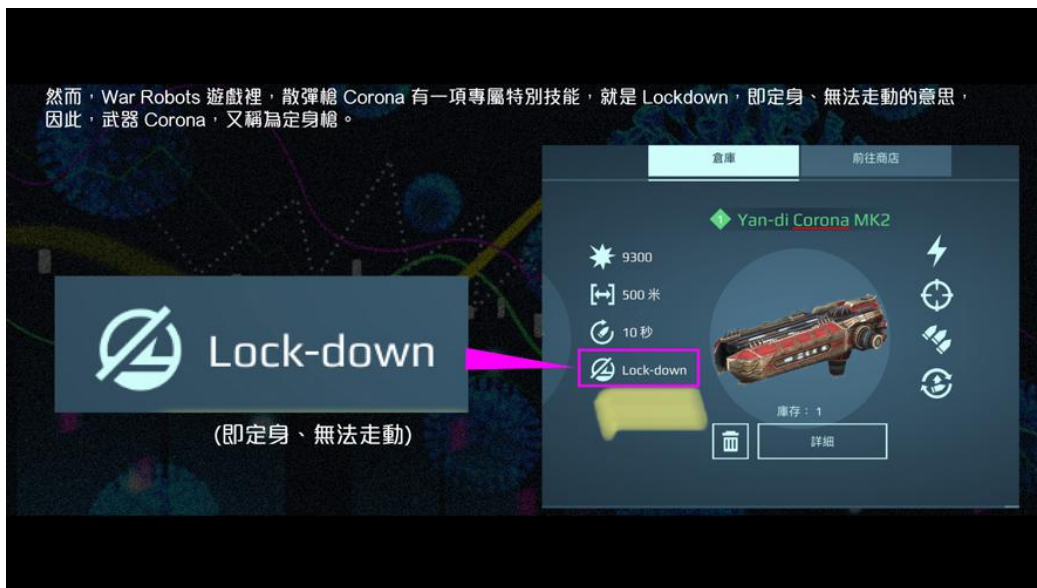 然而，War Robots 遊戲裡，散彈槍 Corona 有一項專屬特別技能，就是 Lockdown，即定身、無法走動的意思，
因此，武器 Corona，又稱為定身槍。
倉庫
前往商店
1 Yan-di Corona MK2
9300
500 米
10 秒
Lock-down
庫存： 1
詳細
Lock-down
(即定身、無法走動)